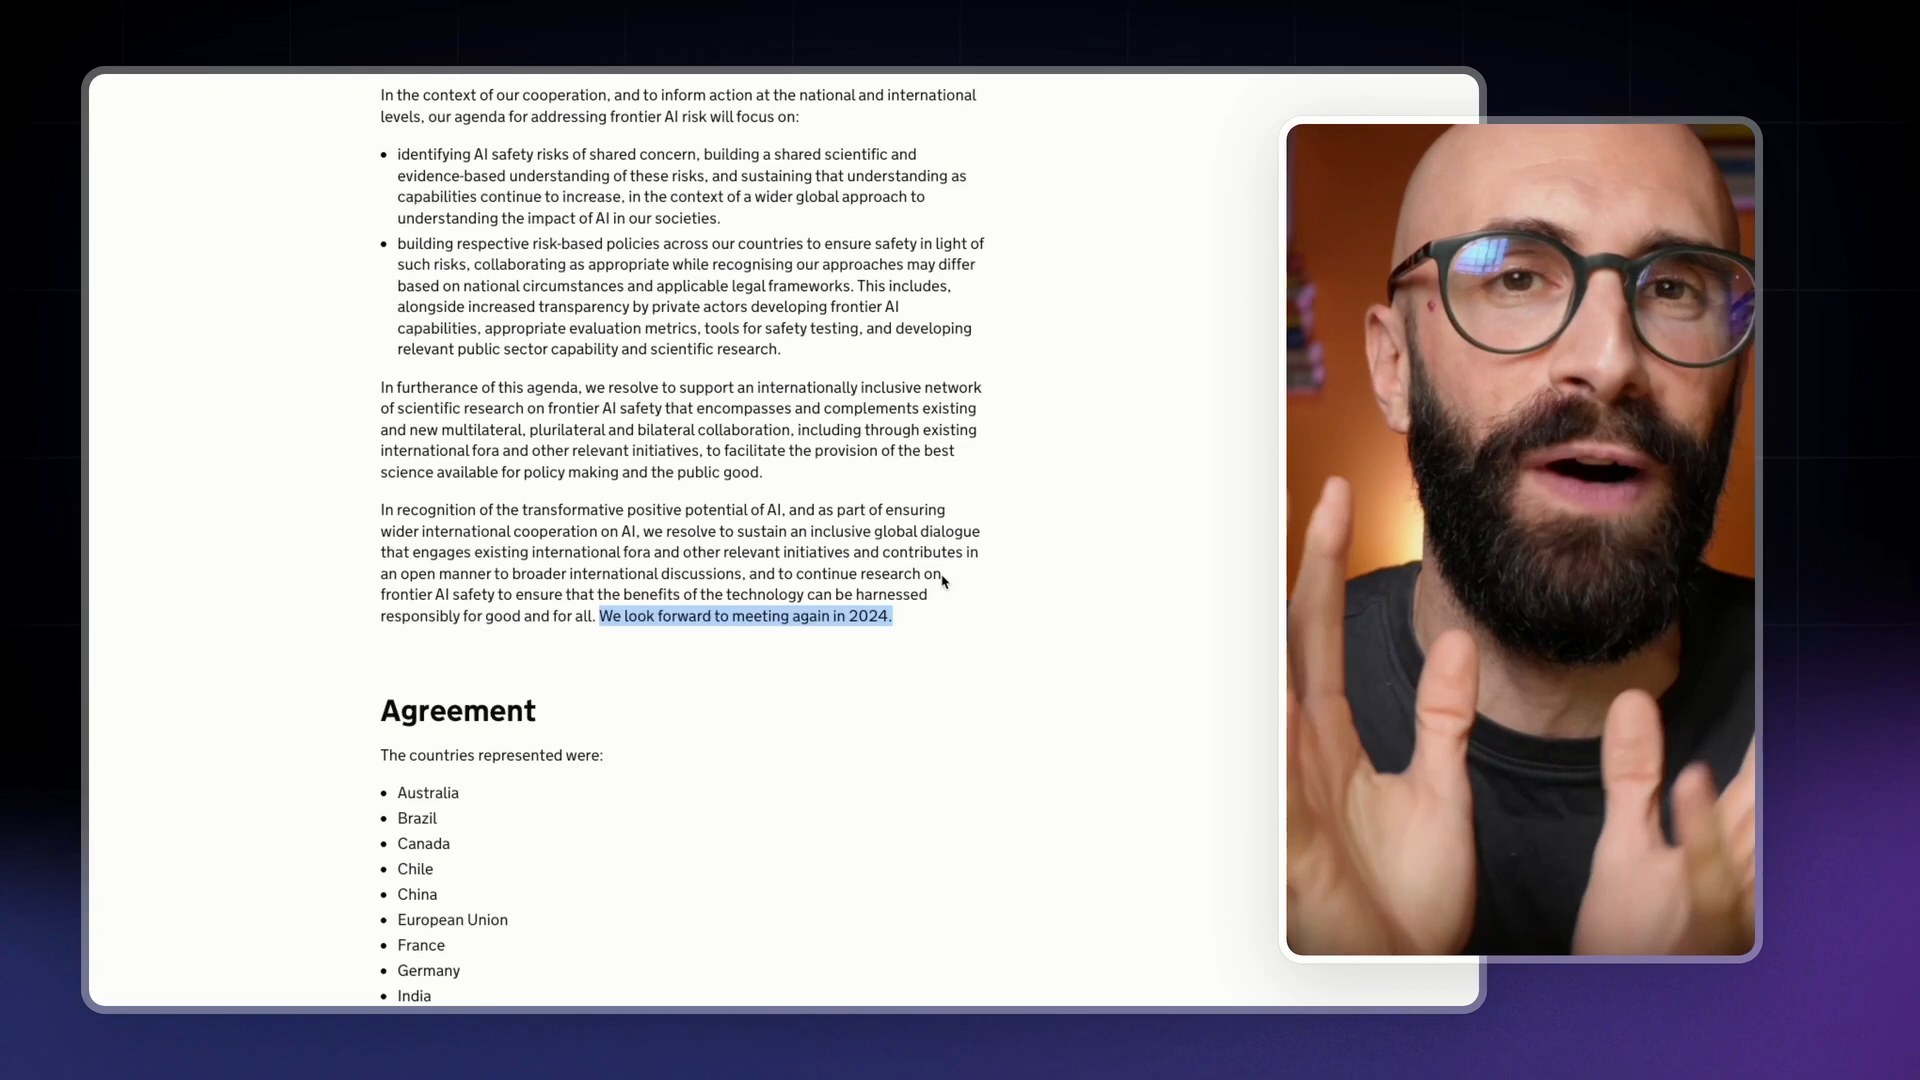 In the context of our cooperation, and to inform action at the national and international
levels, our agenda for addressing frontier AI risk will focus on:
• identifying AI safety risks of shared concern, building a shared scientific and
evidence-based understanding of these risks, and sustaining that understanding as
capabilities continue to increase, in the context of a wider global approach to
understanding the impact of AI in our societies.
• building respective risk-based policies across our countries to ensure safety in light of
such risks, collaborating as appropriate while recognising our approaches may differ
based on national circumstances and applicable legal frameworks. This includes,
alongside increased transparency by private actors developing frontier AI
capabilities, appropriate evaluation metrics, tools for safety testing, and developing
relevant public sector capability and scientific research.
In furtherance of this agenda, we resolve to support an internationally inclusive network
of scientific research on frontier AI safety that encompasses and complements existing
and new multilateral, plurilateral and bilateral collaboration, including through existing
international fora and other relevant initiatives, to facilitate the provision of the best
science available for policy making and the public good.
In recognition of the transformative positive potential of AI, and as part of ensuring
wider international cooperation on AI, we resolve to sustain an inclusive global dialogue
that engages existing international fora and other relevant initiatives and contributes in
an open manner to broader international discussions, and to continue research on
frontier AI safety to ensure that the benefits of the technology can be harnessed
responsibly for good and for all. We look forward to meeting again in 2024.
Agreement
The countries represented were:
• Australia
• Brazil
• Canada
• Chile
• China
• European Union
• France
• Germany
• India